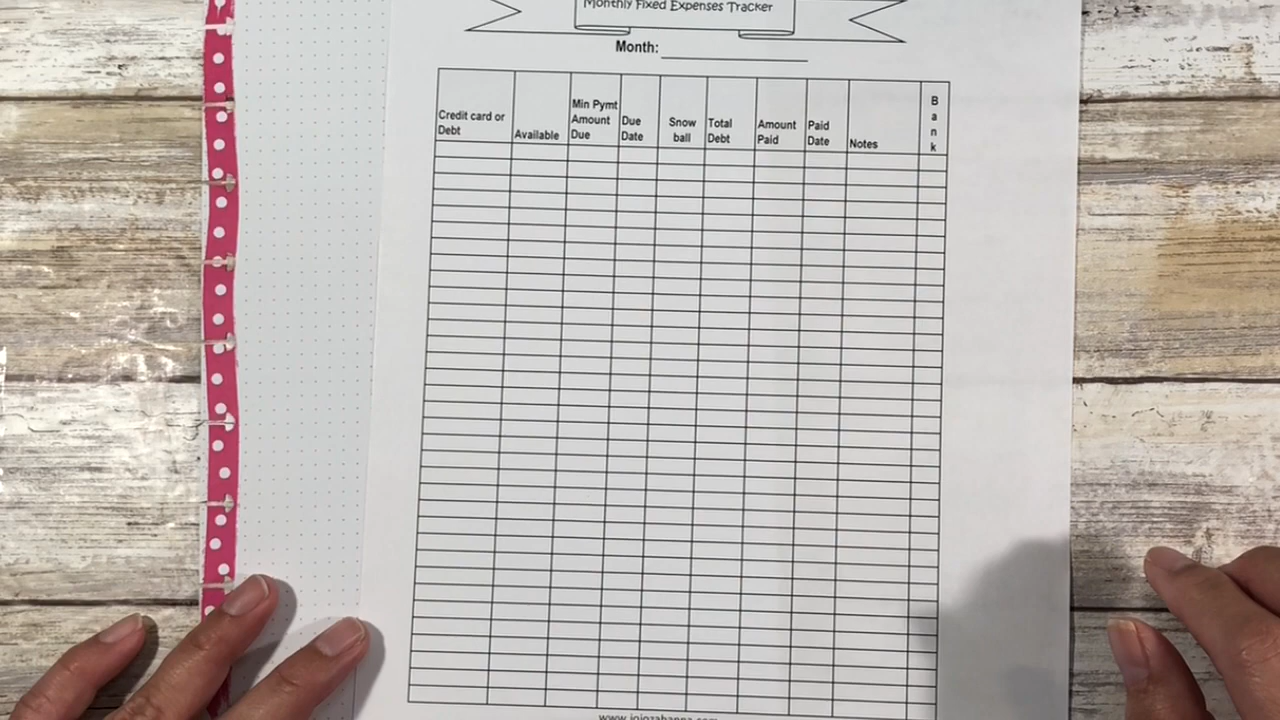 Monthly Fixed Expenses Tracker
Month:
Credit card or
Debt
Available
Min Pymt
Amount
Due
Due
Date
Snow
ball
Total
Debt
Amount
Paid
Paid
Date
Notes
B
a
n
k